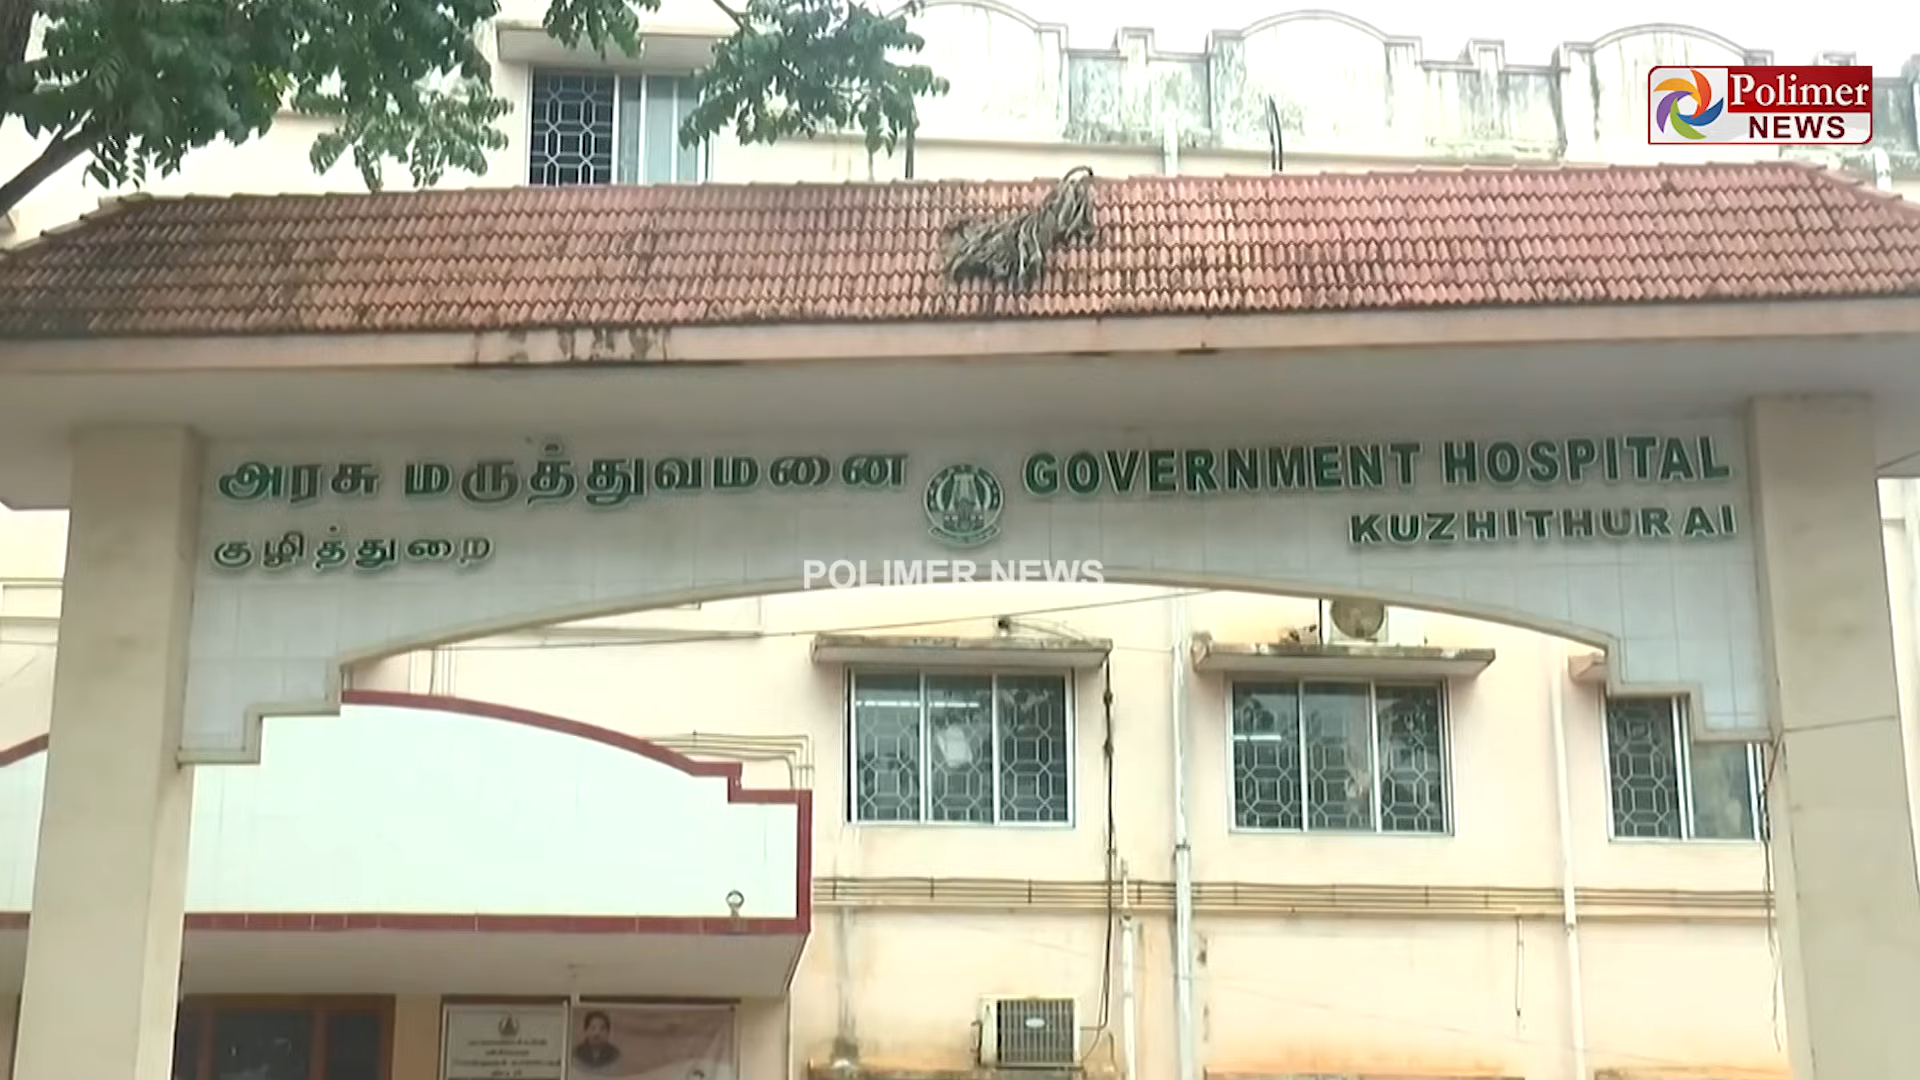 Polimer
NEWS
அரசு மருத்துவமனை
குழித்துறை
GOVERNMENT HOSPITAL
KUZHITHURAI
POLIMER NEWS